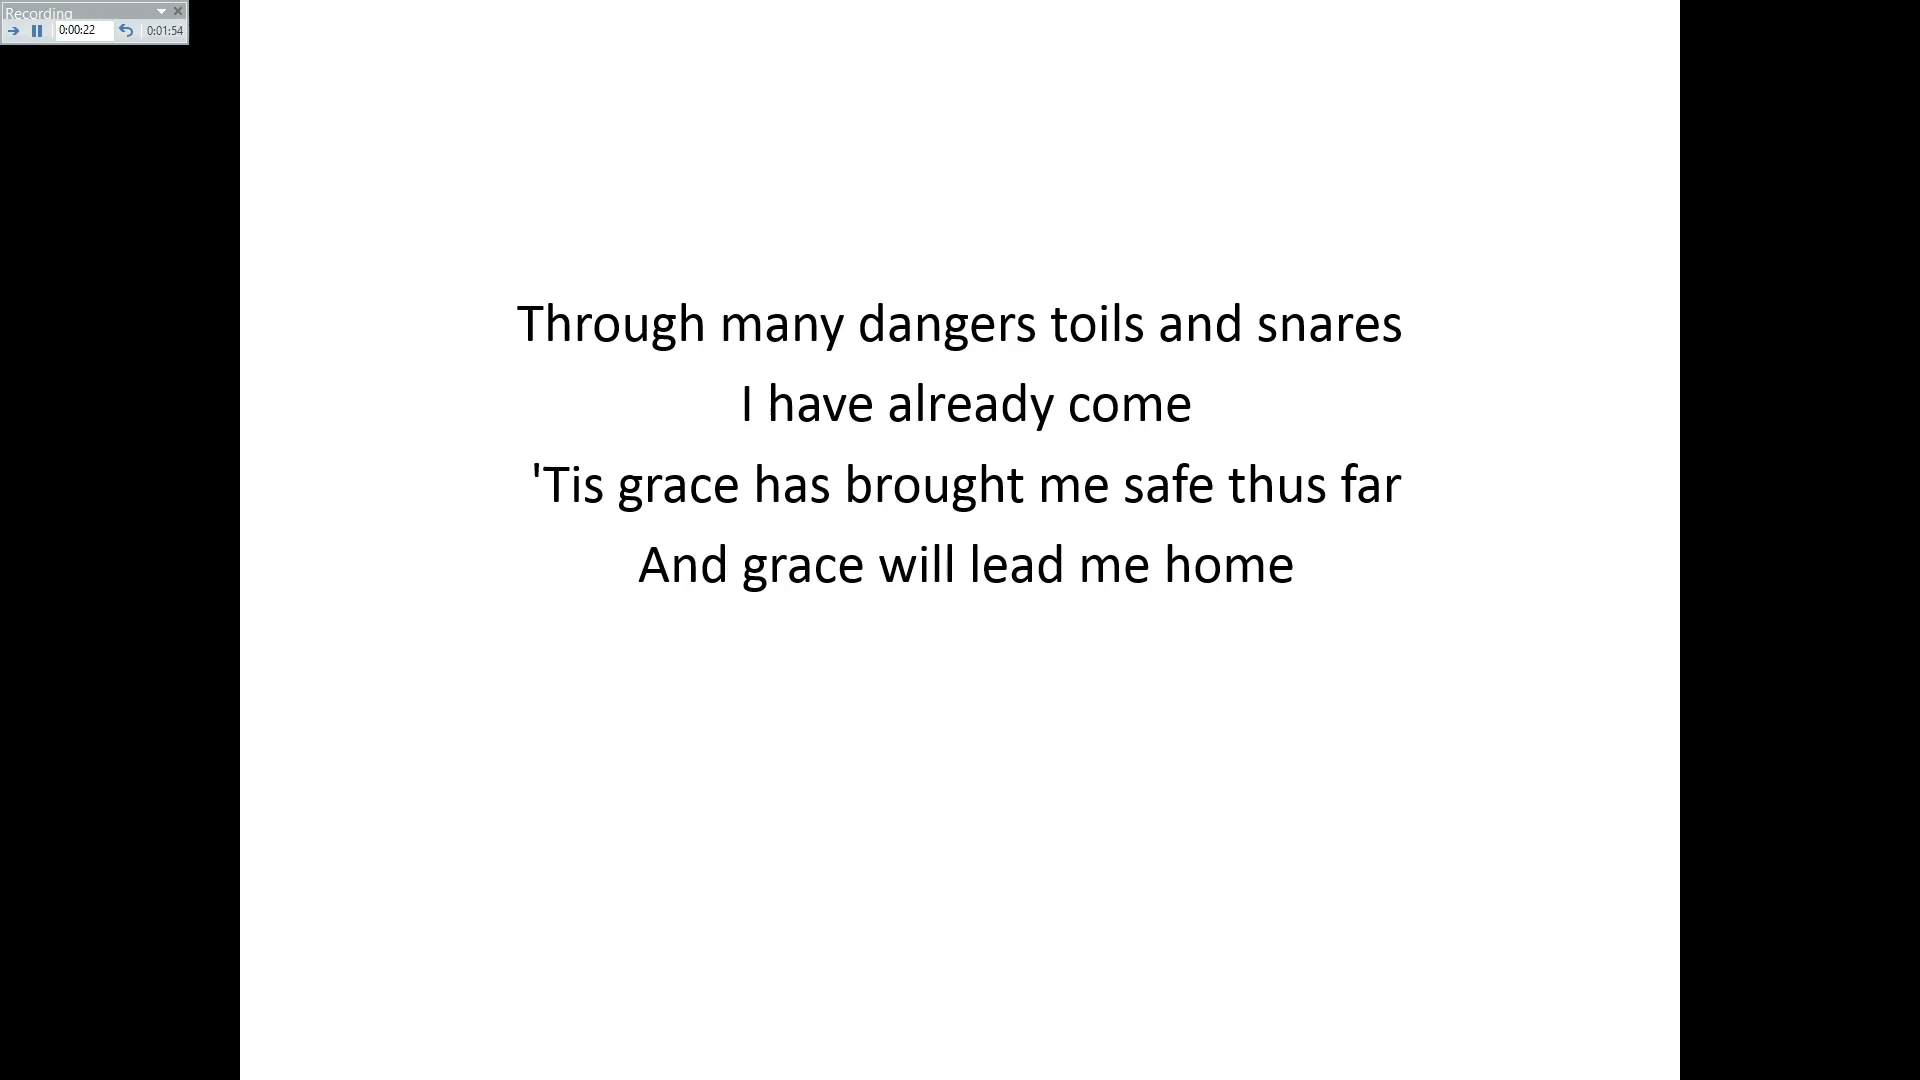 Recording
0:00:22 0:01:54
Through many dangers toils and snares
I have already come
'Tis grace has brought me safe thus far
And grace will lead me home